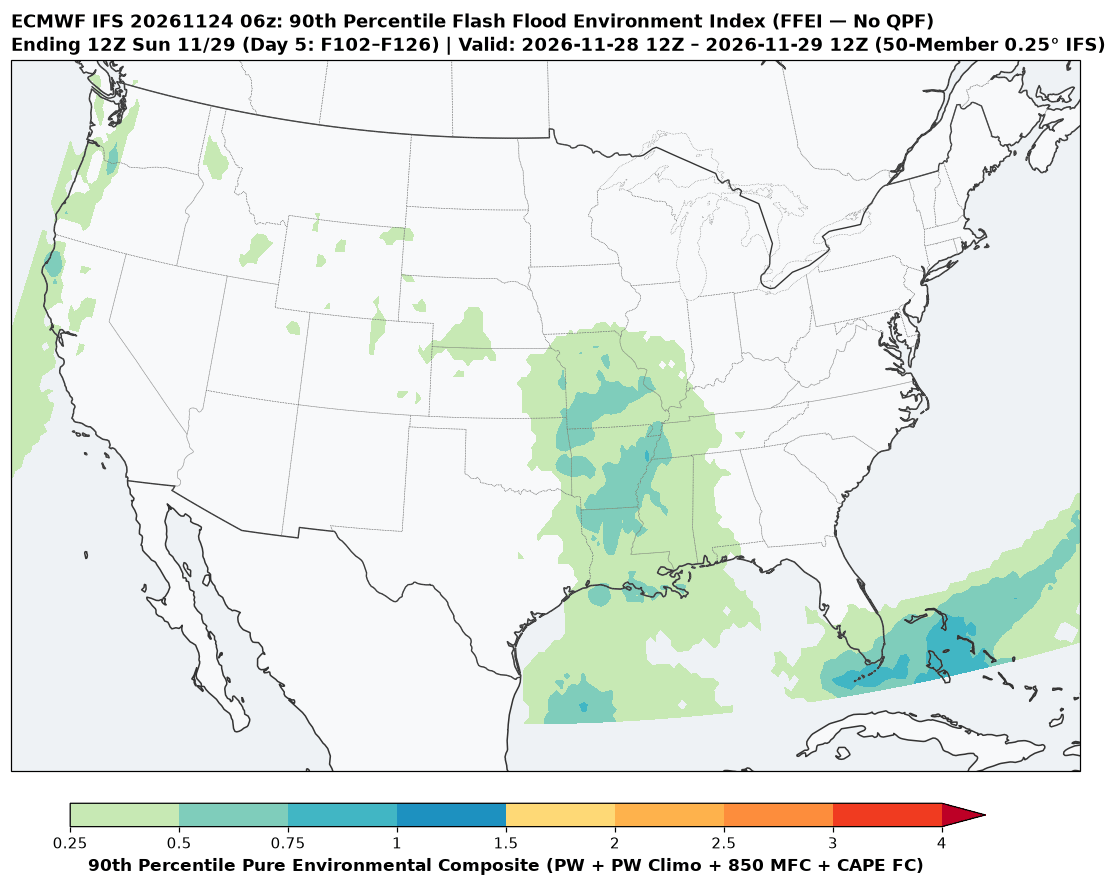 ECMWF IFS 20261124 06z: 90th Percentile Flash Flood Environment Index (FFEI — No QPF)
Ending 12Z Sun 11/29 (Day 5: F102–F126) | Valid: 2026-11-28 12Z – 2026-11-29 12Z (50-Member 0.25° IFS)
0.25 0.5 0.75 1 1.5 2 2.5 3 4
90th Percentile Pure Environmental Composite (PW + PW Climo + 850 MFC + CAPE FC)